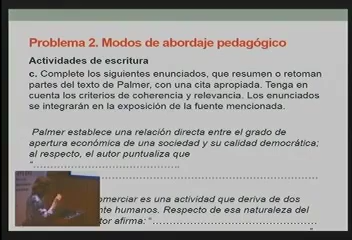 Problema 2. Modos de abordaje pedagógico
Actividades de escritura
c. Complete los siguientes enunciados, que resumen o retoman
partes del texto de Palmer, con una cita apropiada. Tenga en
cuenta los criterios de coherencia y relevancia. Los enunciados
se integrarán en la exposición de la fuente mencionada.
Palmer establece una relación directa entre el grado de
apertura económica de una sociedad y su calidad democrática;
al respecto, el autor puntualiza que
“……………………………………….
……………………………………………………………”
omerciar es una actividad que deriva de dos
nte humanos. Respecto de esa naturaleza del
tor afirma: “……………………………………
”